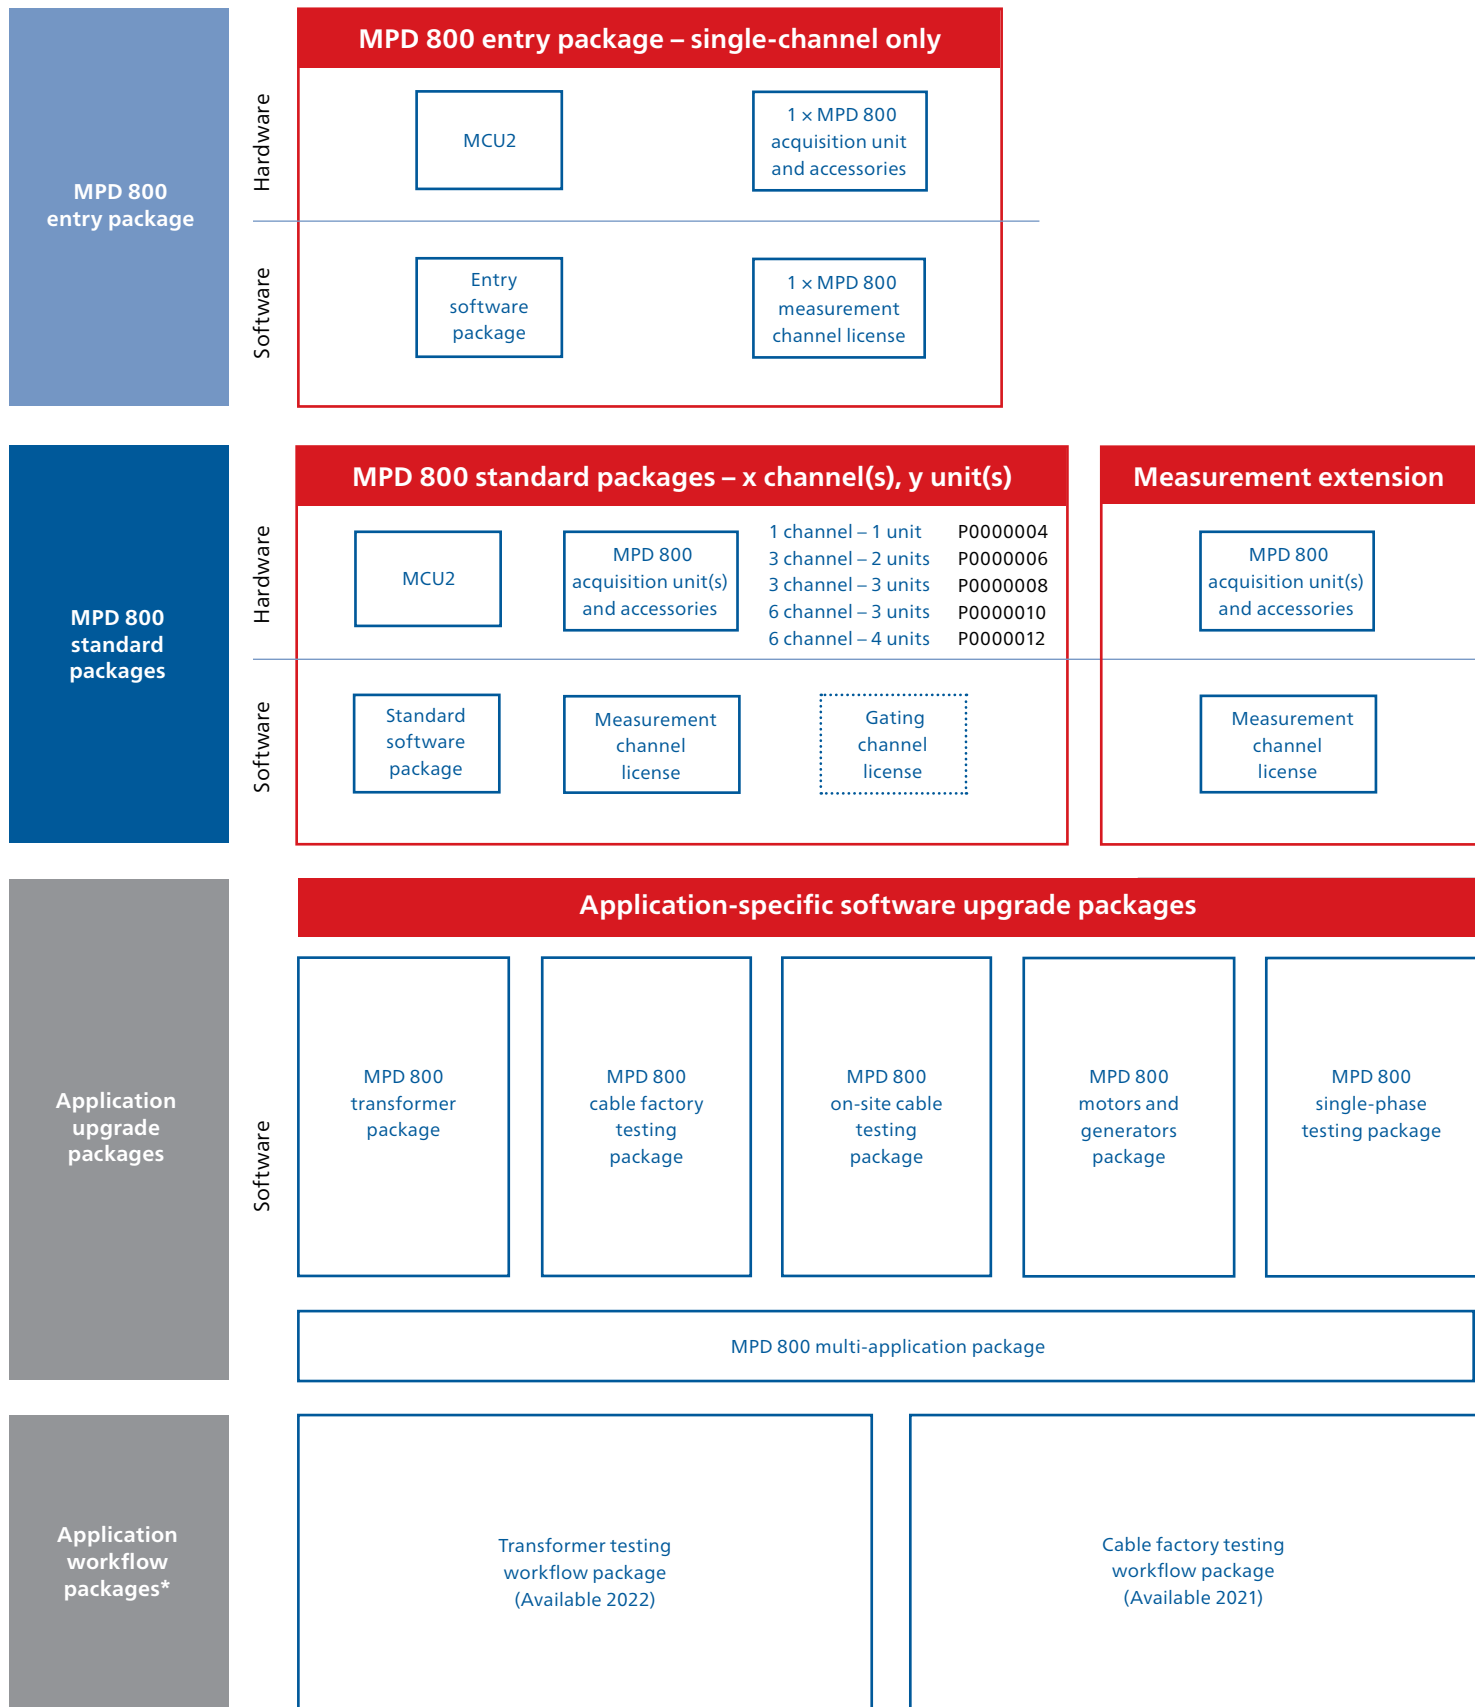 MPD 800
entry package
MPD 800 entry package – single-channel only
Hardware
MCU2
1 × MPD 800
acquisition unit
and accessories
Software
Entry
software
package
1 × MPD 800
measurement
channel license
MPD 800
standard
packages
MPD 800 standard packages – x channel(s), y unit(s)
Hardware
MCU2
MPD 800
acquisition unit(s)
and accessories
1 channel – 1 unit P0000004
3 channel – 2 units P0000006
3 channel – 3 units P0000008
6 channel – 3 units P0000010
6 channel – 4 units P0000012
Software
Standard
software
package
Measurement
channel
license
Gating
channel
license
Measurement extension
MPD 800
acquisition unit(s)
and accessories
Measurement
channel
license
Application
upgrade
packages
Application-specific software upgrade packages
Software
MPD 800
transformer
package
MPD 800
cable factory
testing
package
MPD 800
on-site cable
testing
package
MPD 800
motors and
generators
package
MPD 800
single-phase
testing package
MPD 800 multi-application package
Application
workflow
packages*
Transformer testing
workflow package
(Available 2022)
Cable factory testing
workflow package
(Available 2021)